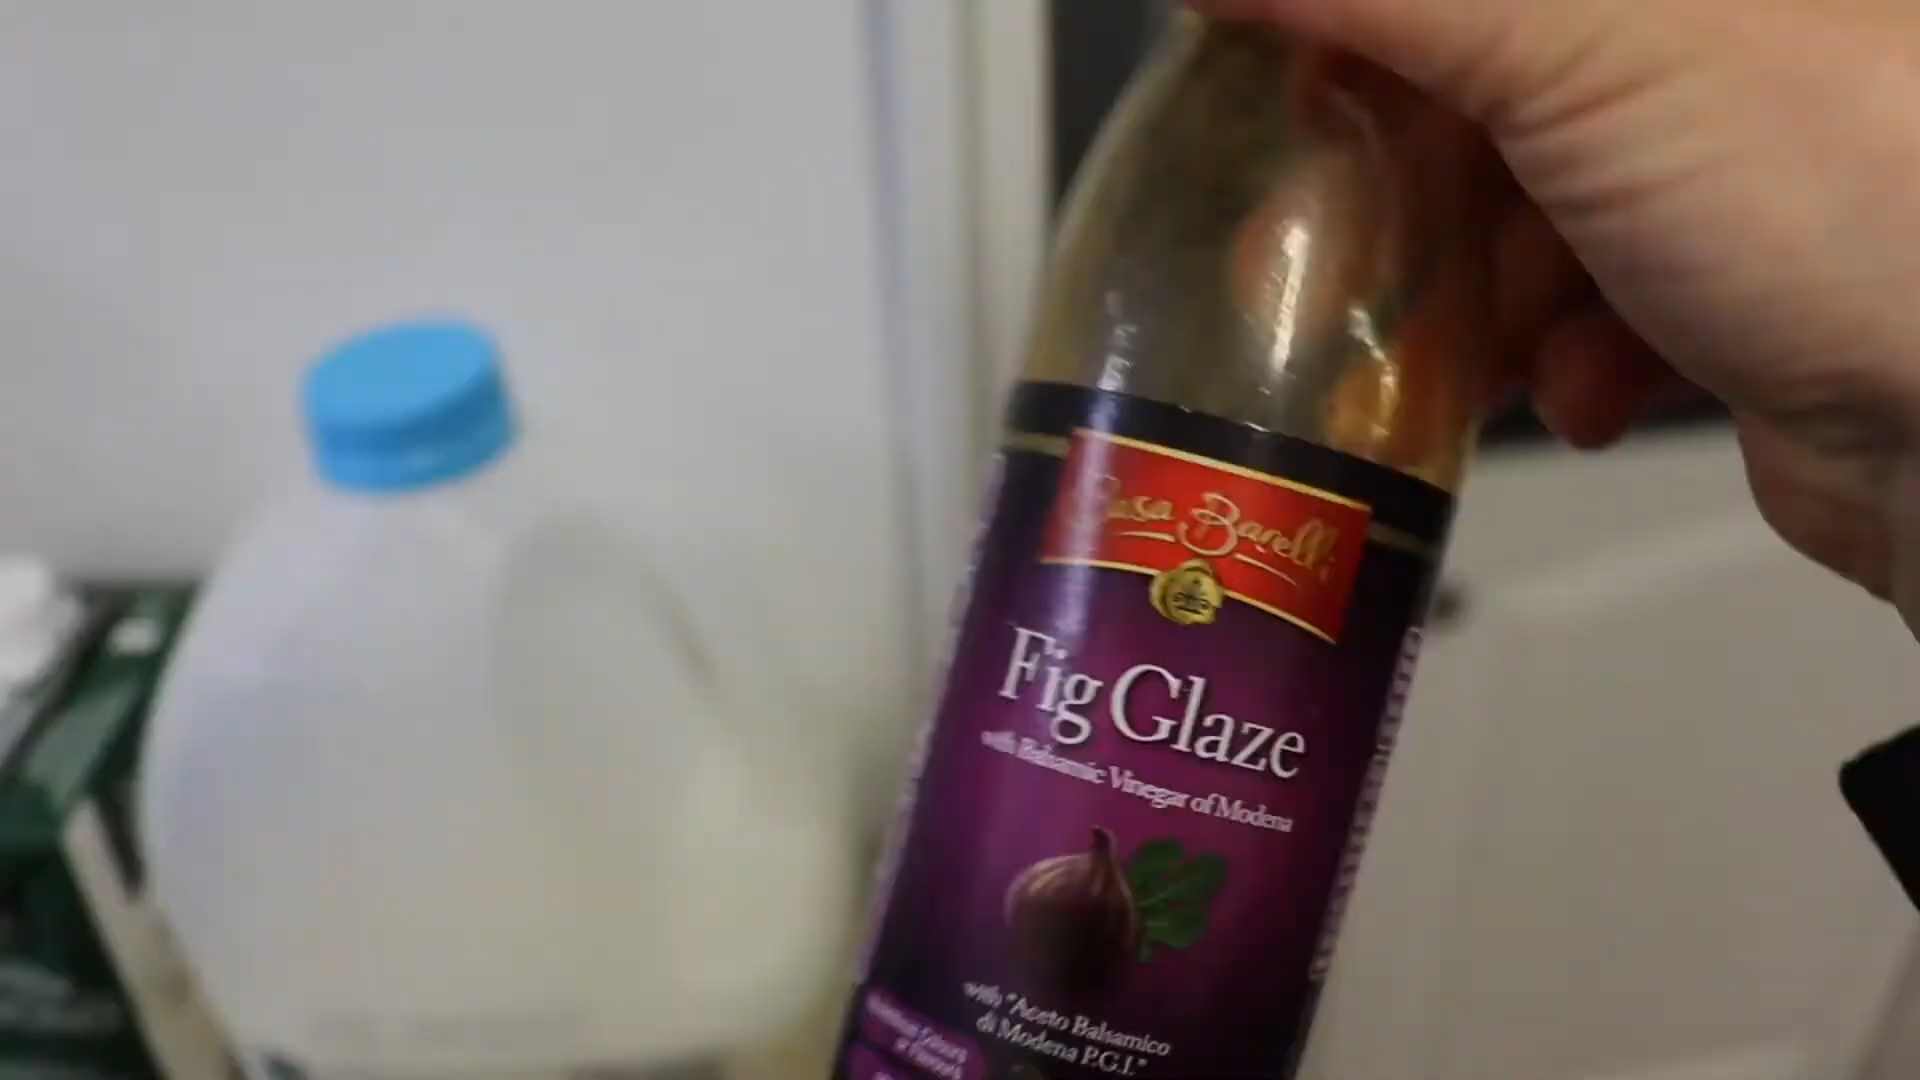 Casa Barelli
Fig Glaze
with Balsamic Vinegar of Modena
with "Aceto Balsamico
di Modena P.G.I."